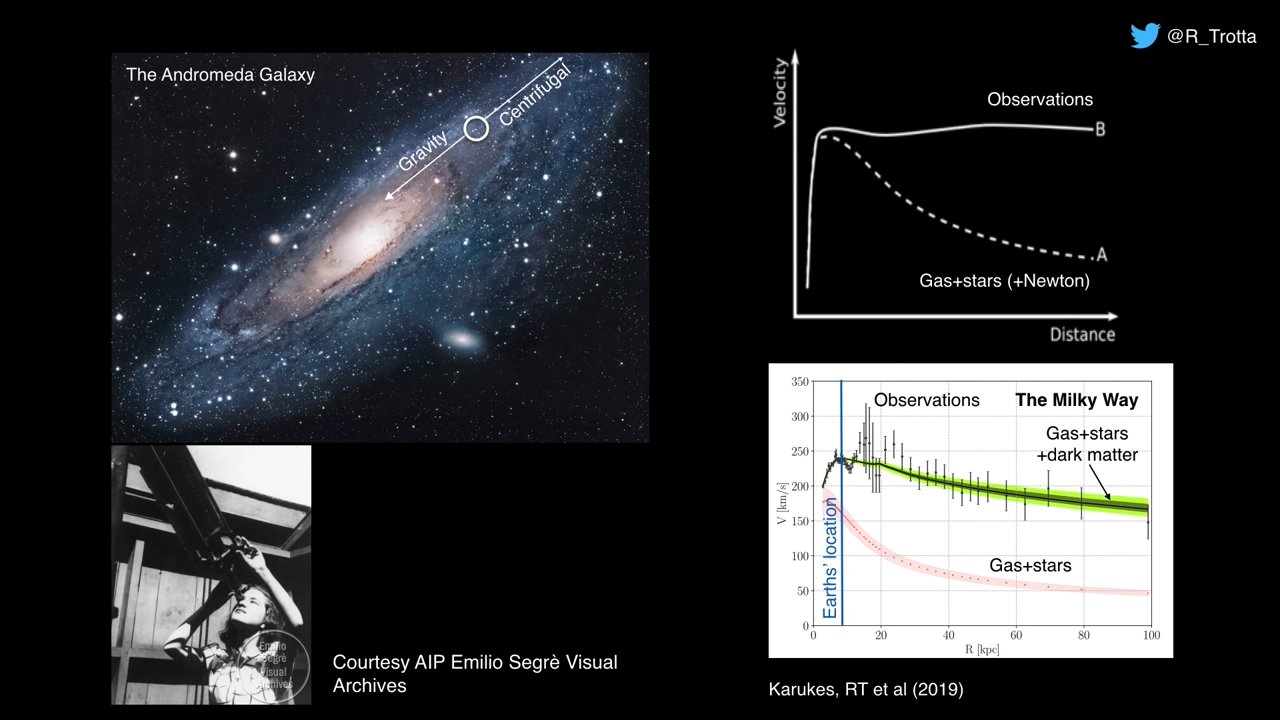 @R_Trotta
The Andromeda Galaxy
Centrifugal
Gravity
Velocity
Observations
B
A
Gas+stars (+Newton)
Distance
350
300
250
200
150
100
50
0
V [km/s]
Observations
The Milky Way
Gas+stars
+dark matter
Gas+stars
Earths' location
0
20
40
60
80
100
R [kpc]
Emilio
Segrè
Visual
Archives
Courtesy AIP Emilio Segrè Visual
Archives
Karukes, RT et al (2019)